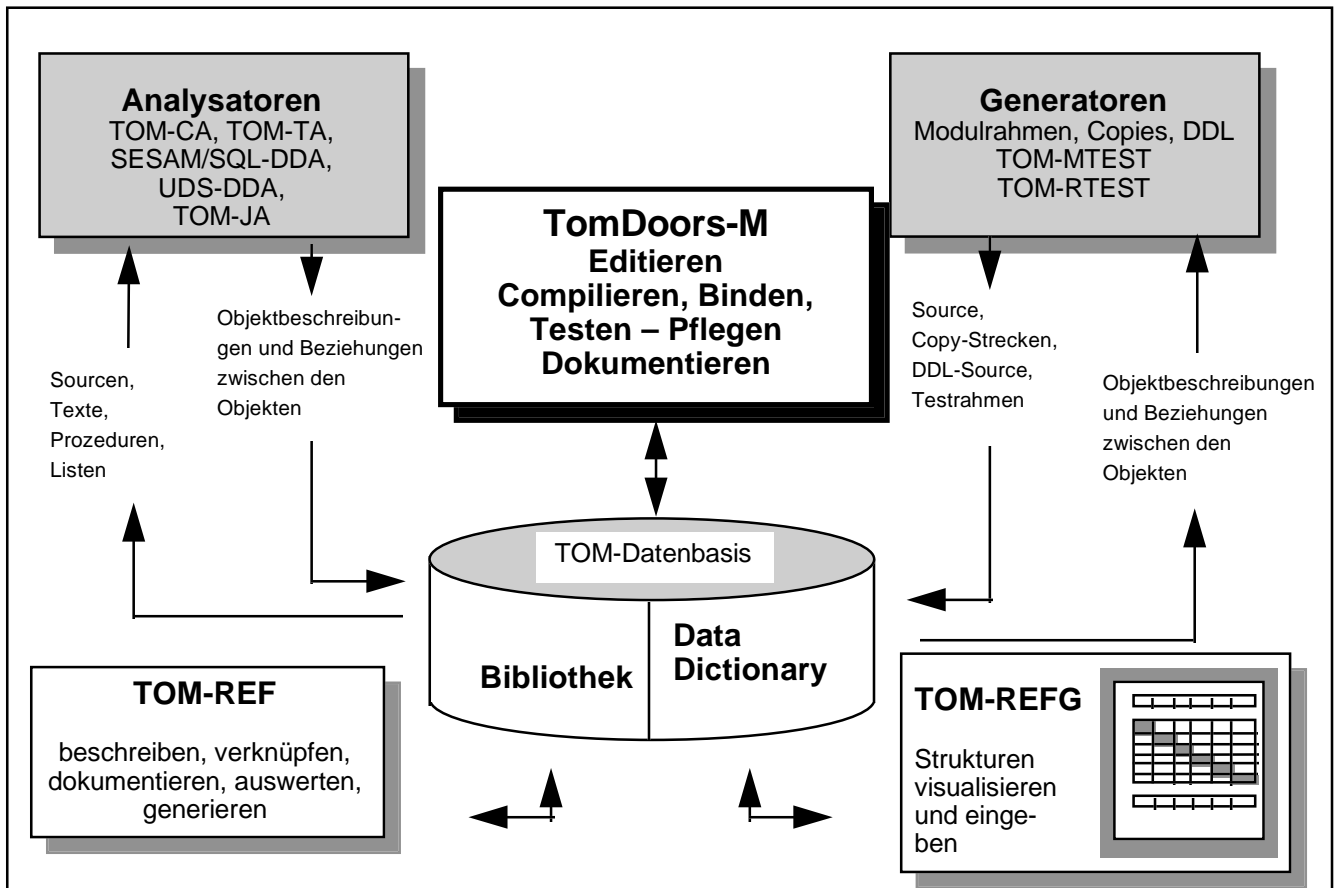 Analysatoren
TOM-CA, TOM-TA,
SESAM/SQL-DDA,
UDS-DDA,
TOM-JA
Generatoren
Modulrahmen, Copies, DDL
TOM-MTEST
TOM-RTEST
TomDoors-M
Editieren
Compilieren, Binden,
Testen – Pflegen
Dokumentieren
Sourcen,
Texte,
Prozeduren,
Listen
Objektbeschreibun-
gen und Beziehungen
zwischen den
Objekten
Source,
Copy-Strecken,
DDL-Source,
Testrahmen
Objektbeschreibungen
und Beziehungen
zwischen den
Objekten
TOM-Datenbasis
Bibliothek
Data
Dictionary
TOM-REF
beschreiben, verknüpfen,
dokumentieren, auswerten,
generieren
TOM-REFG
Strukturen
visualisieren
und einge-
ben